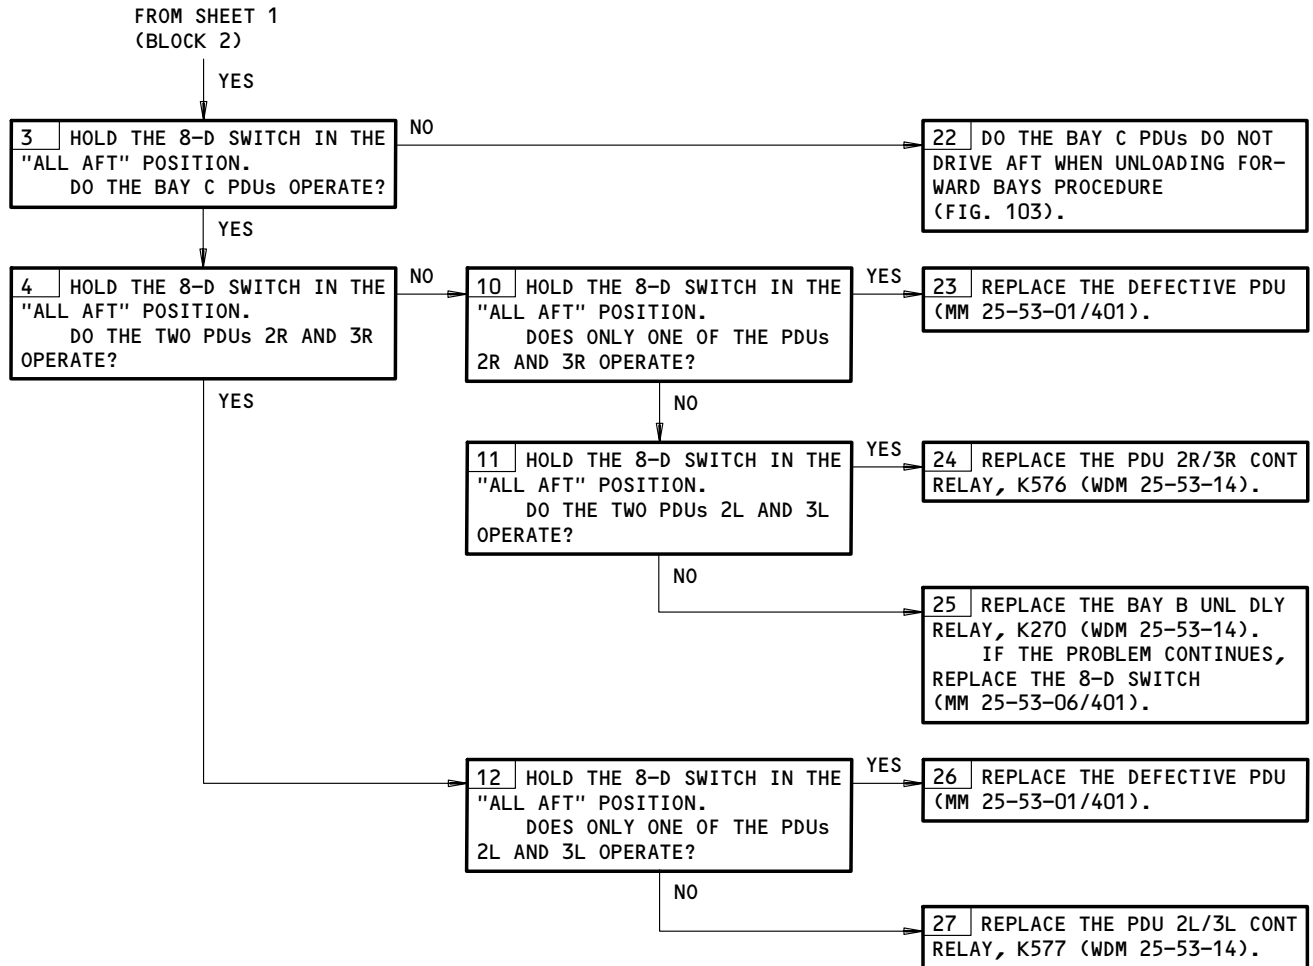 FROM SHEET 1
(BLOCK 2)
YES
3 HOLD THE 8-D SWITCH IN THE
"ALL AFT" POSITION.
DO THE BAY C PDUs OPERATE?
NO
22 DO THE BAY C PDUs DO NOT
DRIVE AFT WHEN UNLOADING FOR-
WARD BAYS PROCEDURE
(FIG. 103).
YES
4 HOLD THE 8-D SWITCH IN THE
"ALL AFT" POSITION.
DO THE TWO PDUs 2R AND 3R
OPERATE?
NO
10 HOLD THE 8-D SWITCH IN THE
"ALL AFT" POSITION.
DOES ONLY ONE OF THE PDUs
2R AND 3R OPERATE?
YES
23 REPLACE THE DEFECTIVE PDU
(MM 25-53-01/401).
YES
NO
11 HOLD THE 8-D SWITCH IN THE
"ALL AFT" POSITION.
DO THE TWO PDUs 2L AND 3L
OPERATE?
YES
24 REPLACE THE PDU 2R/3R CONT
RELAY, K576 (WDM 25-53-14).
NO
25 REPLACE THE BAY B UNL DLY
RELAY, K270 (WDM 25-53-14).
IF THE PROBLEM CONTINUES,
REPLACE THE 8-D SWITCH
(MM 25-53-06/401).
12 HOLD THE 8-D SWITCH IN THE
"ALL AFT" POSITION.
DOES ONLY ONE OF THE PDUs
2L AND 3L OPERATE?
YES
26 REPLACE THE DEFECTIVE PDU
(MM 25-53-01/401).
NO
27 REPLACE THE PDU 2L/3L CONT
RELAY, K577 (WDM 25-53-14).